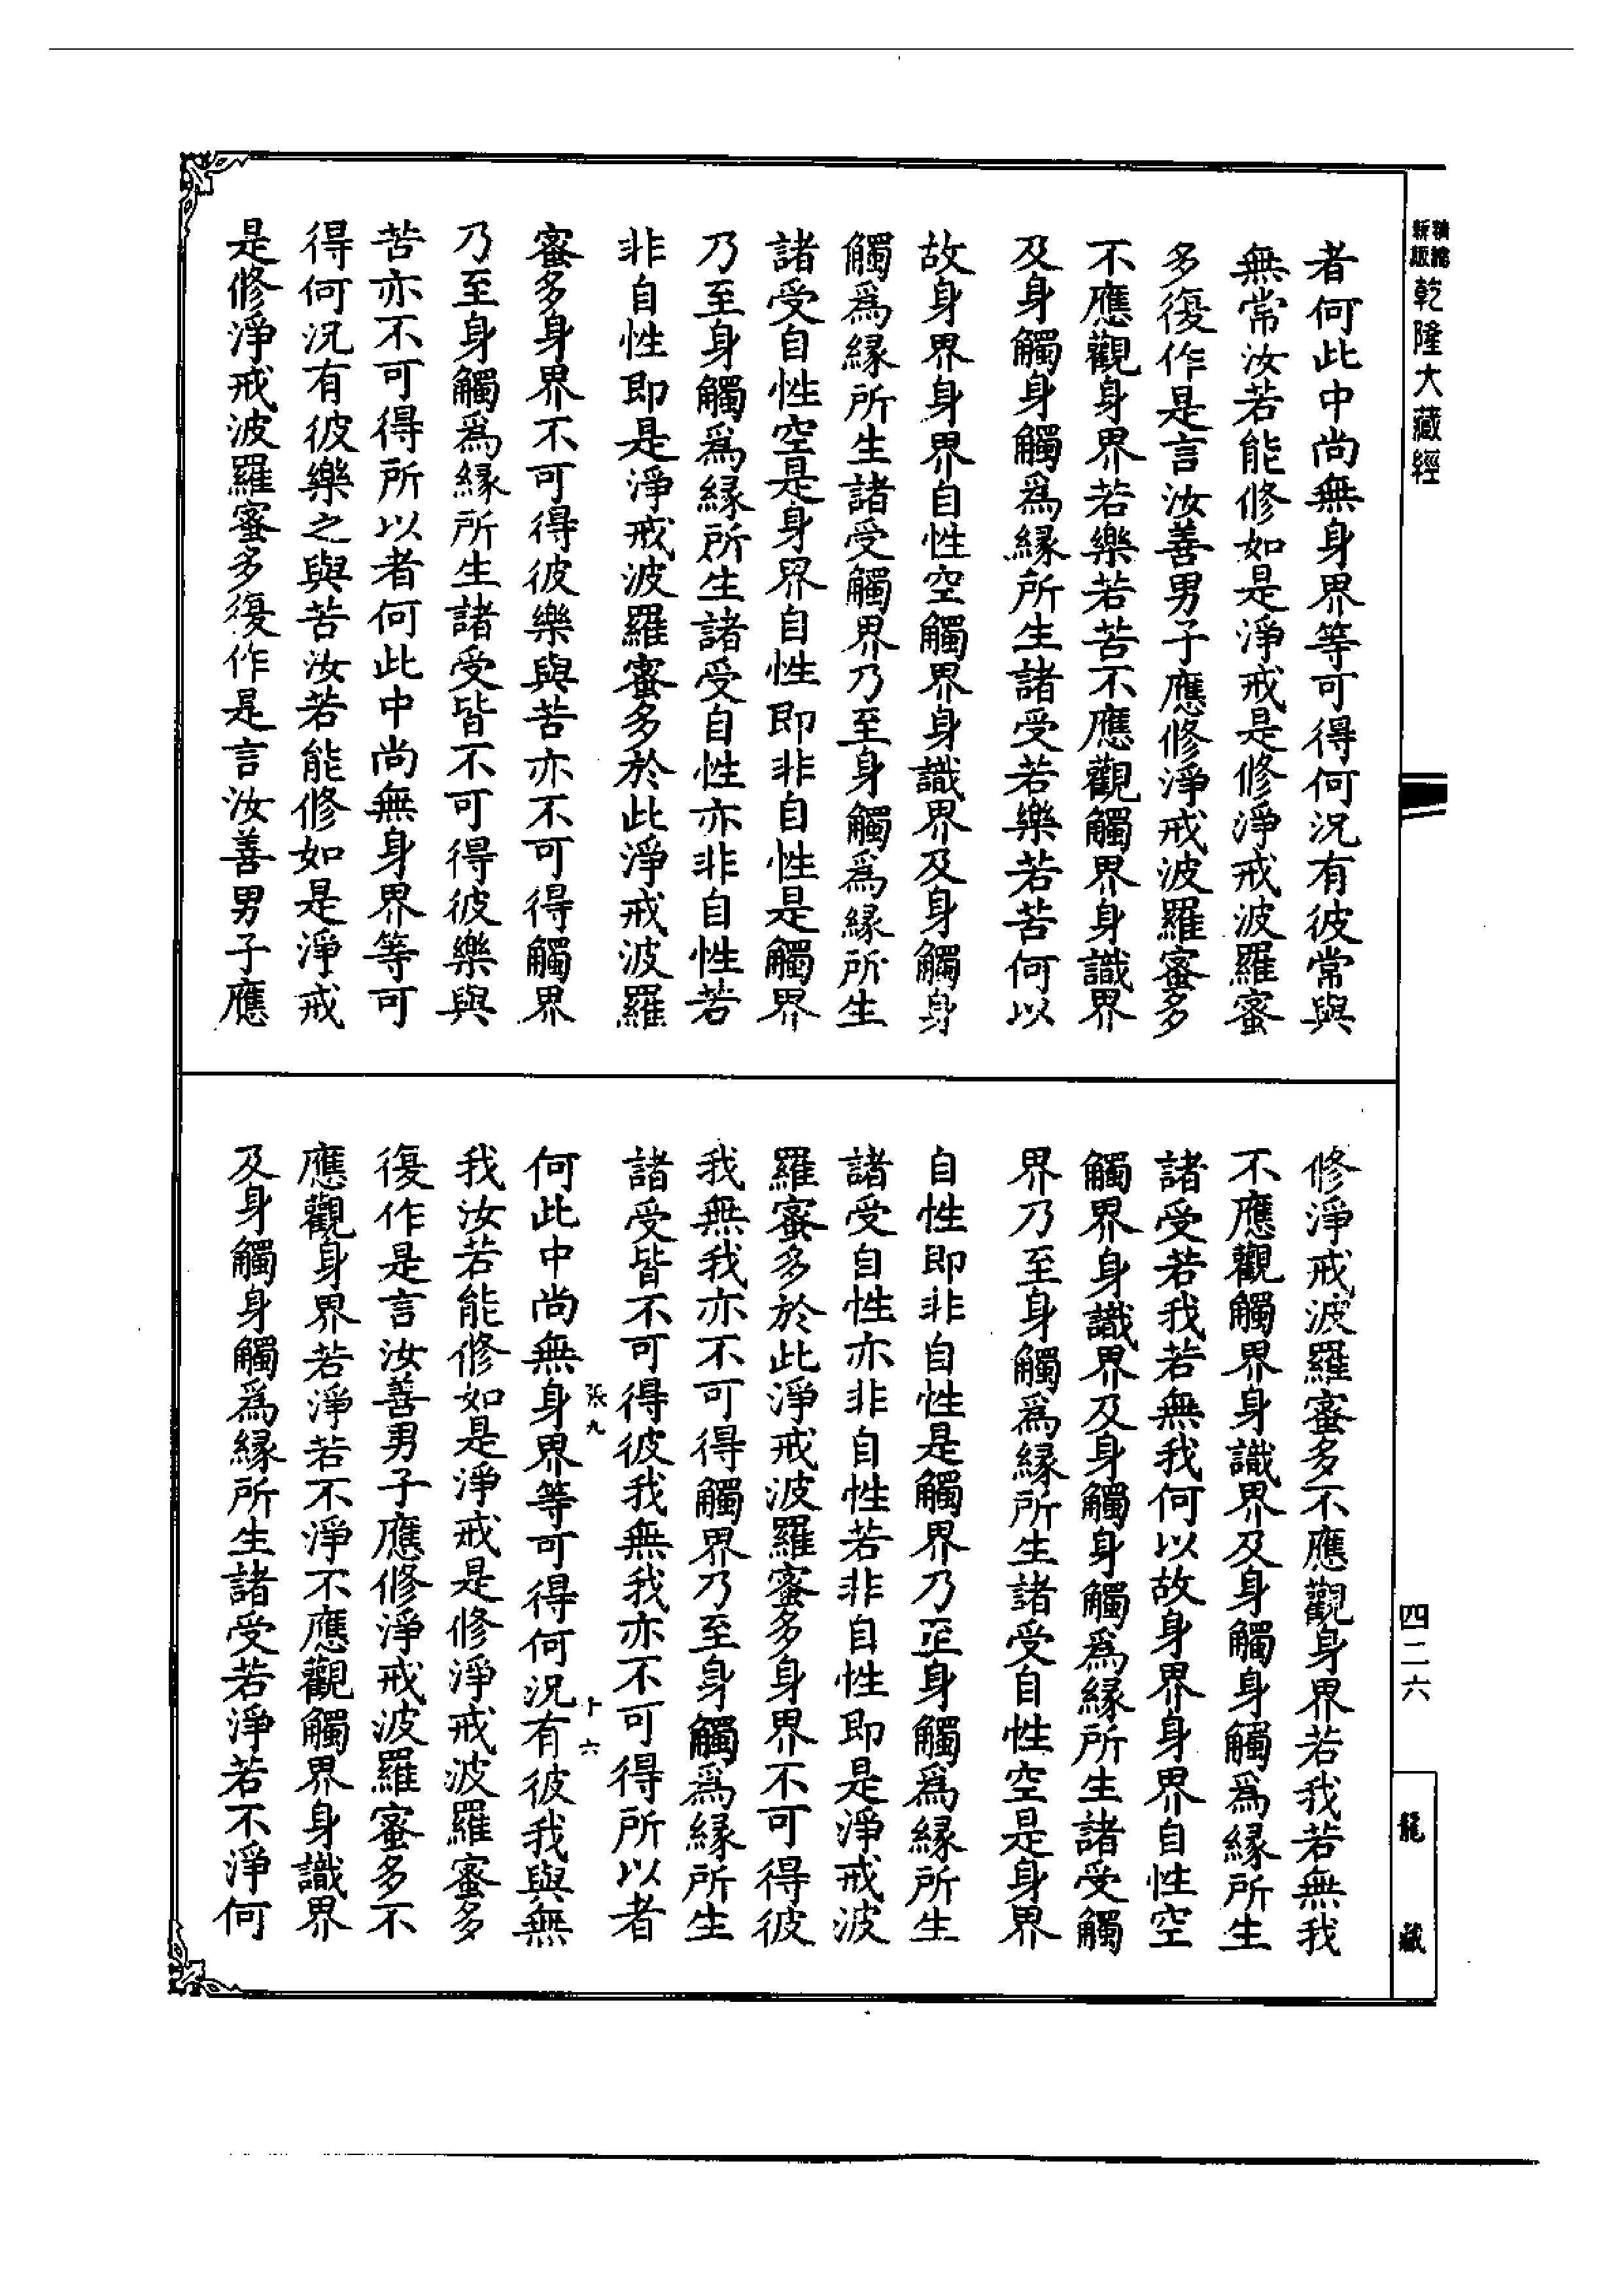 精縮新版乾隆大藏經
者何此中尚無身界等可得何況有彼常與
無常汝若能修如是淨戒是修淨戒波羅蜜
多復作是言汝善男子應修淨戒波羅蜜多
不應觀身界若樂若苦不應觀觸界身識界
及身觸身觸爲緣所生諸受若樂若苦何以
故身界身界自性空觸界身識界及身觸身
觸爲緣所生諸受觸界乃至身觸爲緣所生
諸受自性空是身界自性即非自性是觸界
乃至身觸爲緣所生諸受自性亦非自性若
非自性即是淨戒波羅蜜多於此淨戒波羅
蜜多身界不可得彼樂與苦亦不可得觸界
乃至身觸爲緣所生諸受皆不可得彼樂與
苦亦不可得所以者何此中尚無身界等可
得何況有彼樂之與苦汝若能修如是淨戒
是修淨戒波羅蜜多復作是言汝善男子應
修淨戒波羅蜜多不應觀身界若我若無我
不應觀觸界身識界及身觸身觸爲緣所生
諸受若我若無我何以故身界身界自性空
觸界身識界及身觸身觸爲緣所生諸受觸
界乃至身觸爲緣所生諸受自性空是身界
自性即非自性是觸界乃至身觸爲緣所生
諸受自性亦非自性若非自性即是淨戒波
羅蜜多於此淨戒波羅蜜多身界不可得彼
我無我亦不可得觸界乃至身觸爲緣所生
諸受皆不可得彼我無我亦不可得所以者
張九 十六
何此中尚無身界等可得何況有彼我與無
我汝若能修如是淨戒是修淨戒波羅蜜多
復作是言汝善男子應修淨戒波羅蜜多不
應觀身界若淨若不淨不應觀觸界身識界
及身觸身觸爲緣所生諸受若淨若不淨何
四二六
龍藏